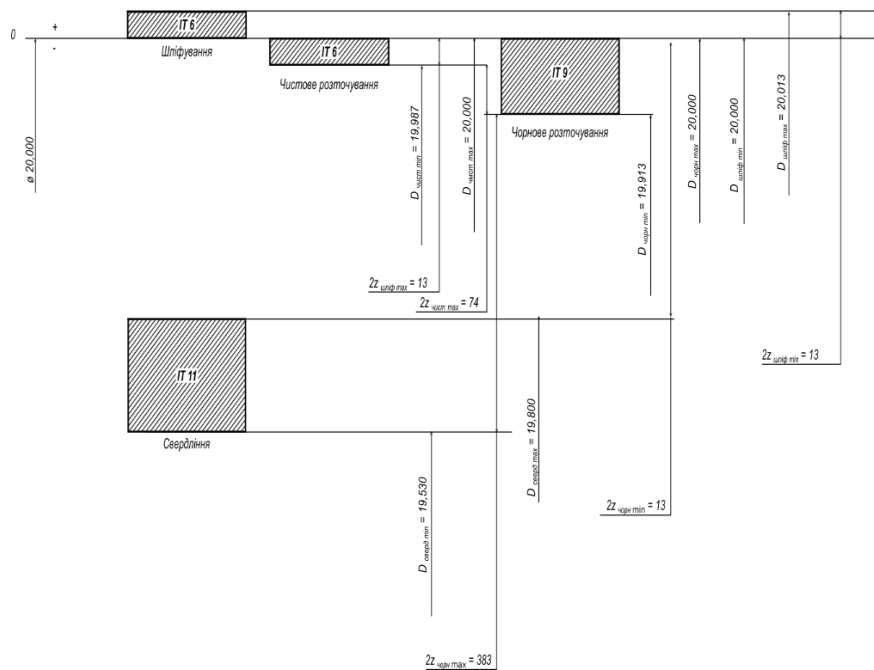 0
+
-
IT 6
Шліфування
IT 6
Чистове розточування
IT 9
Чорнове розточування
ø 20,000
D чист min = 19,987
D чист max = 20,000
D чорн min = 19,913
D чорн max = 20,000
D шліф min = 20,000
D шліф max = 20,013
2z шліф max = 13
2z чист max = 74
2z шліф min = 13
IT 11
Свердління
D сверд min = 19,530
D сверд max = 19,800
2z чорн min = 13
2z чорн max = 383